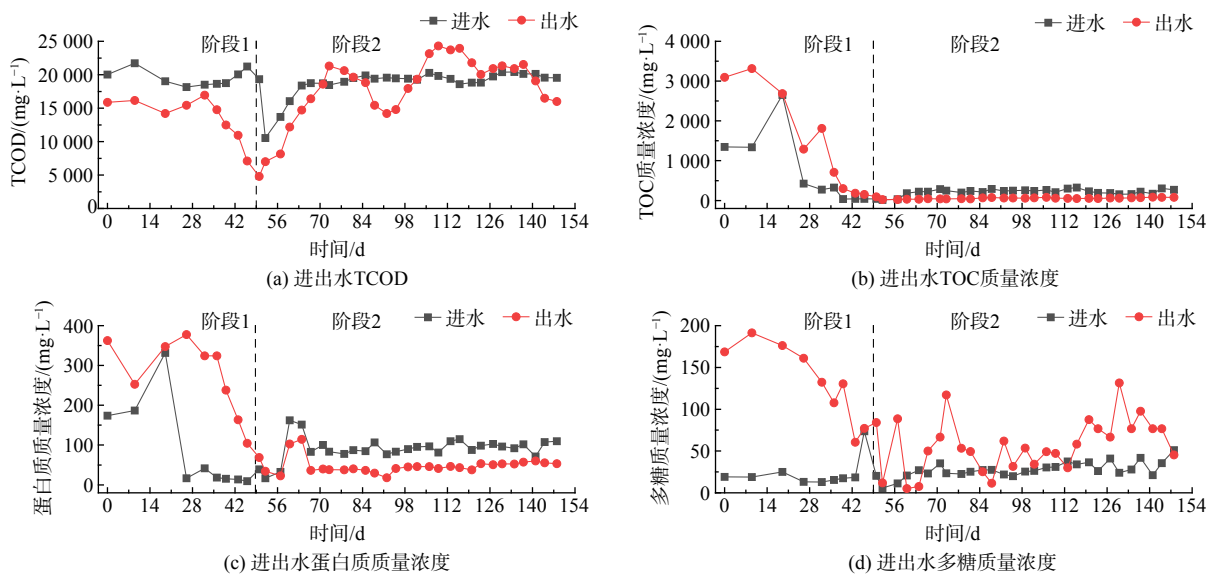 进水 出水
阶段1 阶段2
TCOD/(mg·L⁻¹)
25 000
20 000
15 000
10 000
5 000
0
0 14 28 42 56 70 84 98 112 126 140 154
时间/d
(a) 进出水TCOD
进水 出水
阶段1 阶段2
TOC质量浓度/(mg·L⁻¹)
4 000
3 000
2 000
1 000
0
0 14 28 42 56 70 84 98 112 126 140 154
时间/d
(b) 进出水TOC质量浓度
阶段1 阶段2
进水 出水
蛋白质质量浓度/(mg·L⁻¹)
400
300
200
100
0
0 14 28 42 56 70 84 98 112 126 140 154
时间/d
(c) 进出水蛋白质质量浓度
阶段1 阶段2
进水 出水
多糖质量浓度/(mg·L⁻¹)
200
150
100
50
0
0 14 28 42 56 70 84 98 112 126 140 154
时间/d
(d) 进出水多糖质量浓度